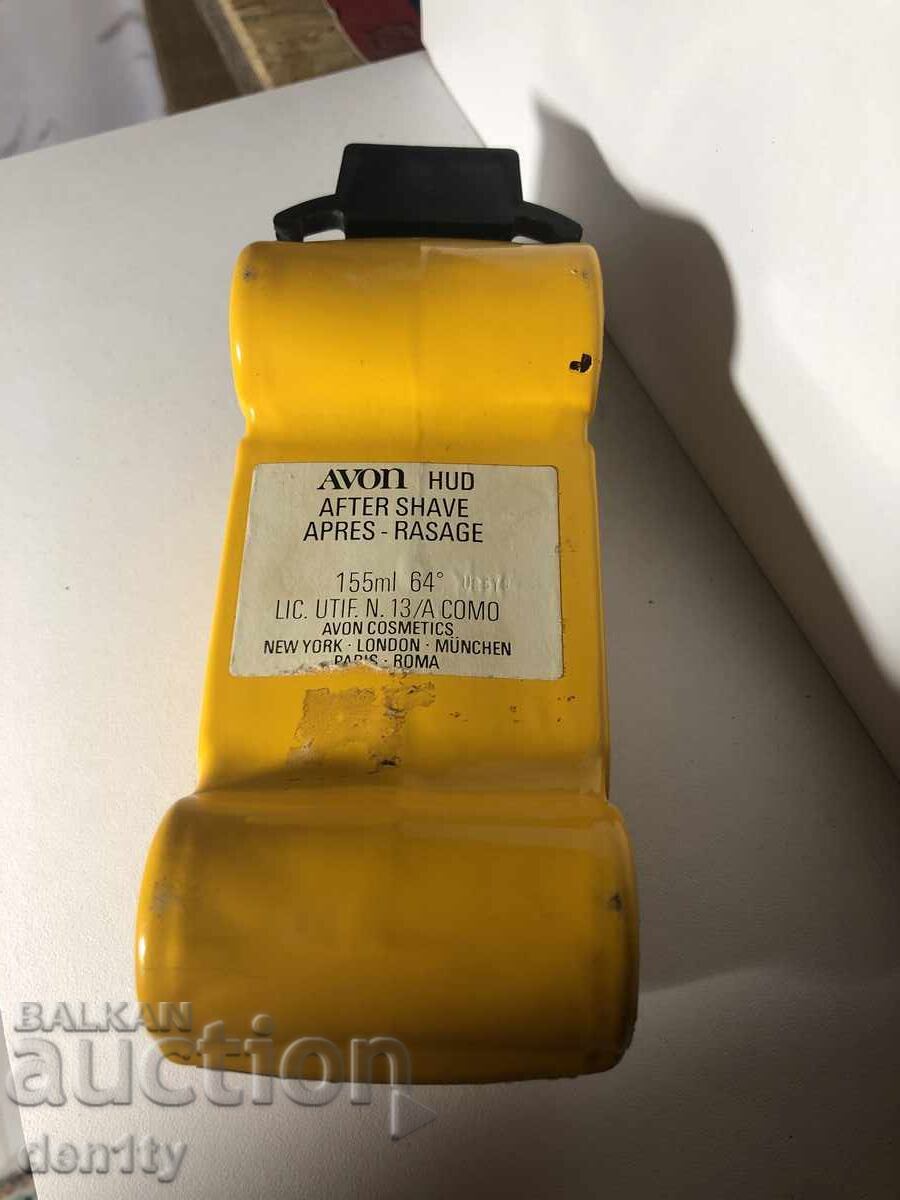 AVON HUD
AFTER SHAVE
APRES - RASAGE
155ml 64°
LIC. UTIF. N. 13/A COMO
AVON COSMETICS
NEW YORK · LONDON · MÜNCHEN
PARIS · ROMA
BALKAN
auction
den1ty